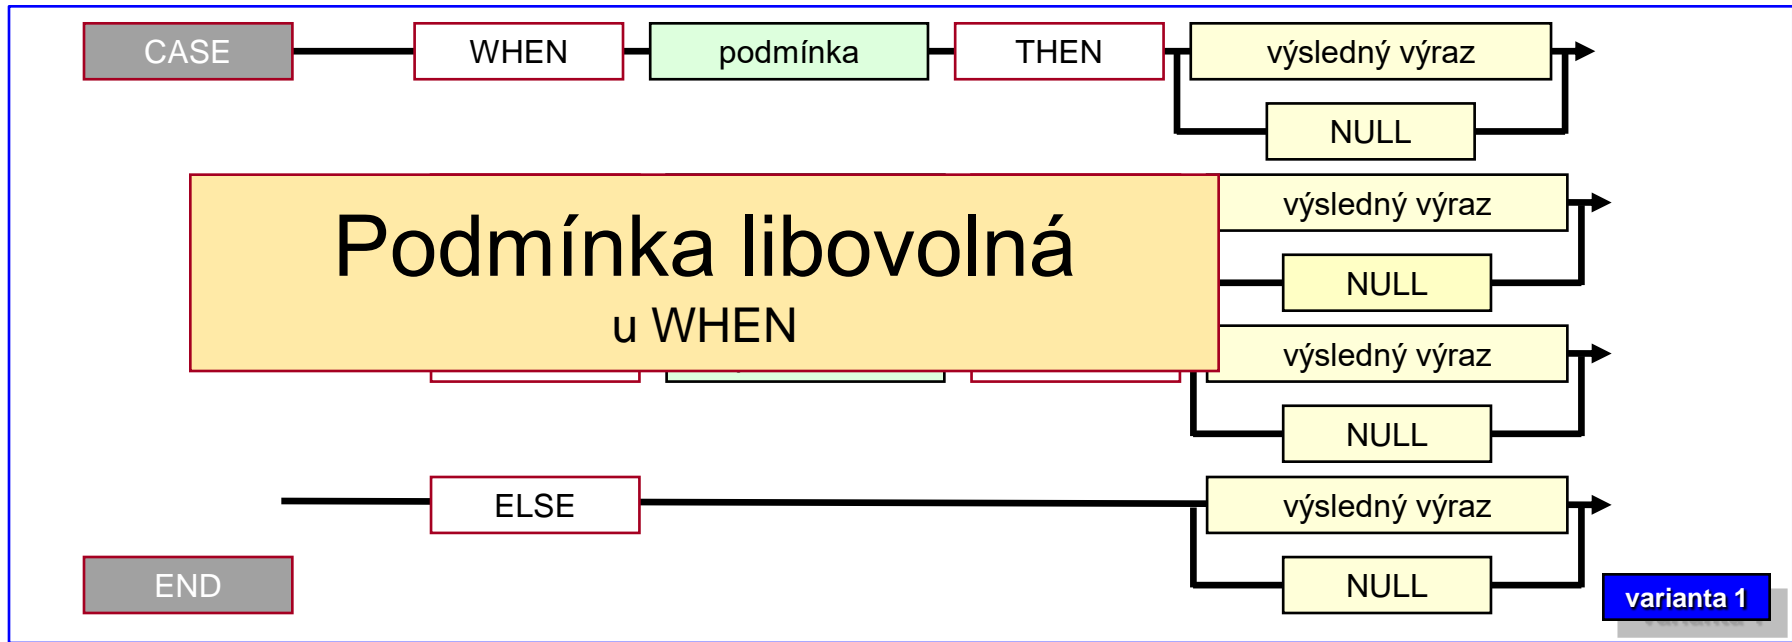 CASE WHEN podmínka THEN výsledný výraz
NULL
výsledný výraz
Podmínka libovolná
NULL
u WHEN
výsledný výraz
NULL
ELSE výsledný výraz
END NULL
varianta 1